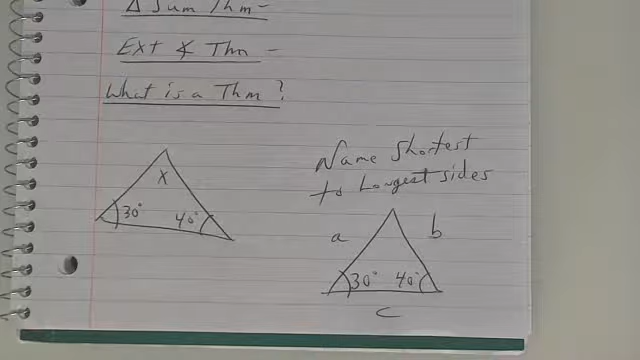 Δ Sum Thm-
Ext ∡ Thm -
What is a Thm?
X
30° 40°
Name Shortest
to Longest sides
a b
30° 40°
c